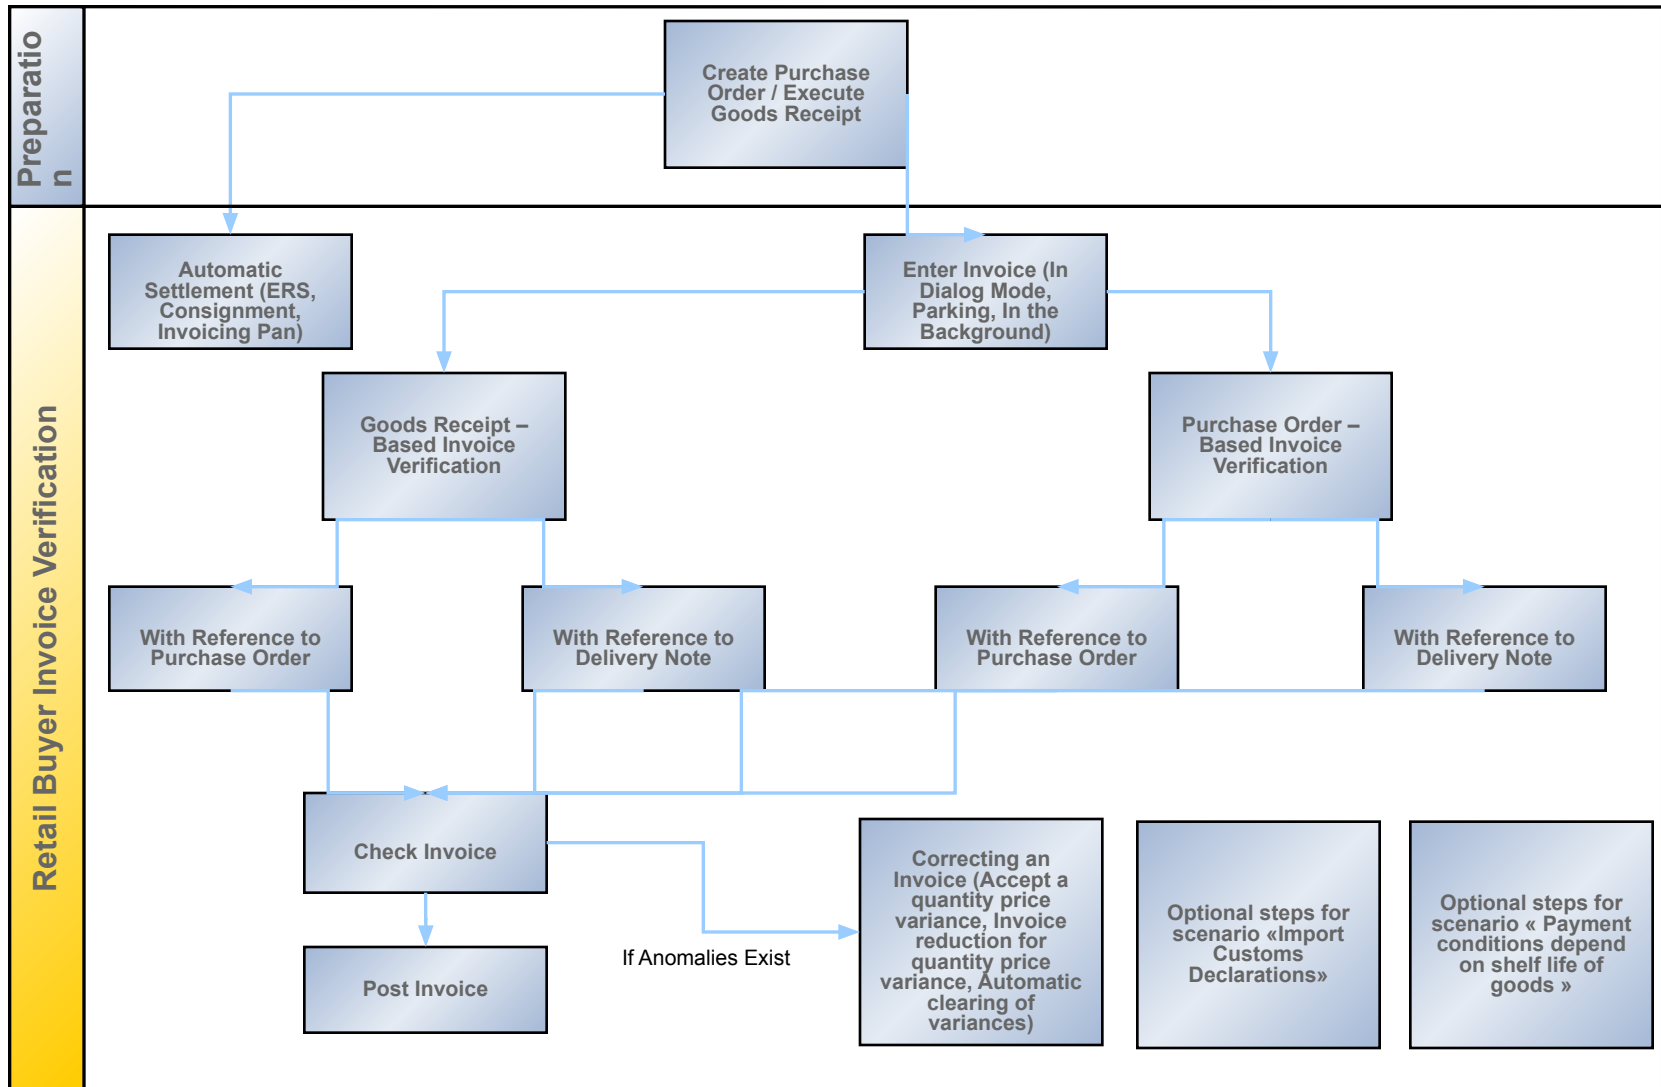 Preparatio
n
Create Purchase
Order / Execute
Goods Receipt
Retail Buyer Invoice Verification
Automatic
Settlement (ERS,
Consignment,
Invoicing Pan)
Enter Invoice (In
Dialog Mode,
Parking, In the
Background)
Goods Receipt –
Based Invoice
Verification
Purchase Order –
Based Invoice
Verification
With Reference to
Purchase Order
With Reference to
Delivery Note
With Reference to
Purchase Order
With Reference to
Delivery Note
Check Invoice
If Anomalies Exist
Post Invoice
Correcting an
Invoice (Accept a
quantity price
variance, Invoice
reduction for
quantity price
variance, Automatic
clearing of
variances)
Optional steps for
scenario «Import
Customs
Declarations»
Optional steps for
scenario « Payment
conditions depend
on shelf life of
goods »